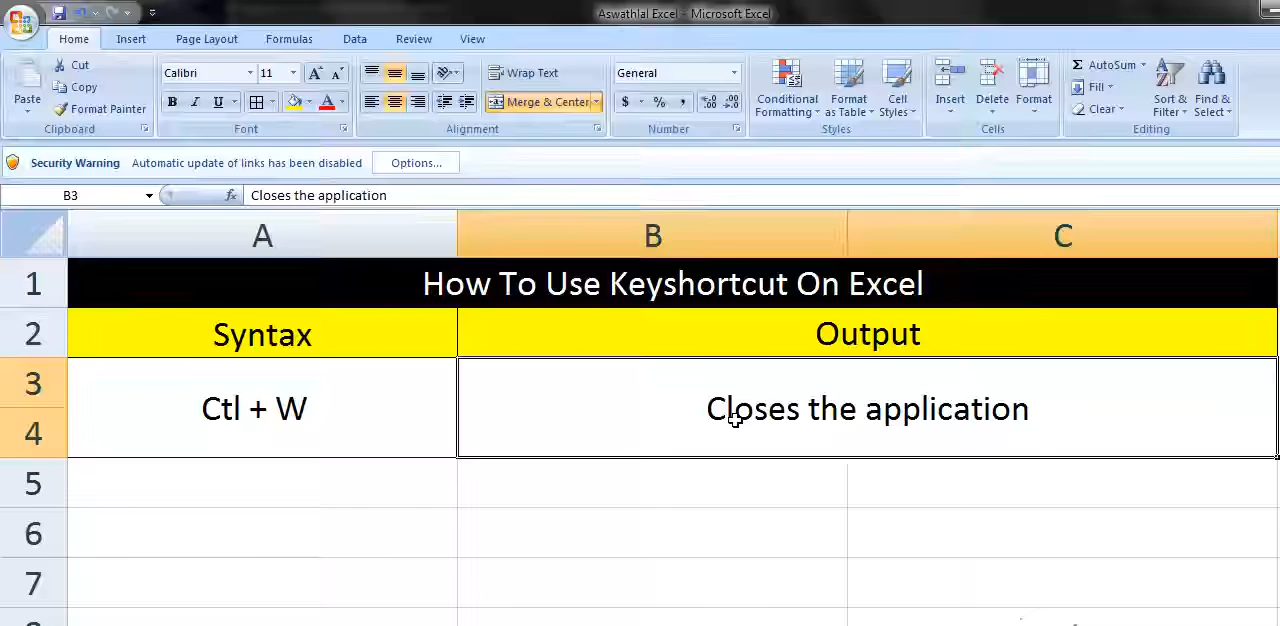 Aswathlal Excel - Microsoft Excel
Home Insert Page Layout Formulas Data Review View
Cut
Copy
Format Painter
Paste
Clipboard
Calibri 11
B I U
Font
Wrap Text
Merge & Center
Alignment
General
$ % ,
Number
Conditional Formatting
Format as Table
Cell Styles
Styles
Insert Delete Format
Cells
Σ AutoSum
Fill
Clear
Sort & Filter
Find & Select
Editing
Security Warning Automatic update of links has been disabled Options...
B3 fx Closes the application
A B C
1 How To Use Keyshortcut On Excel
2 Syntax Output
3
Ctl + W Closes the application
4
5
6
7